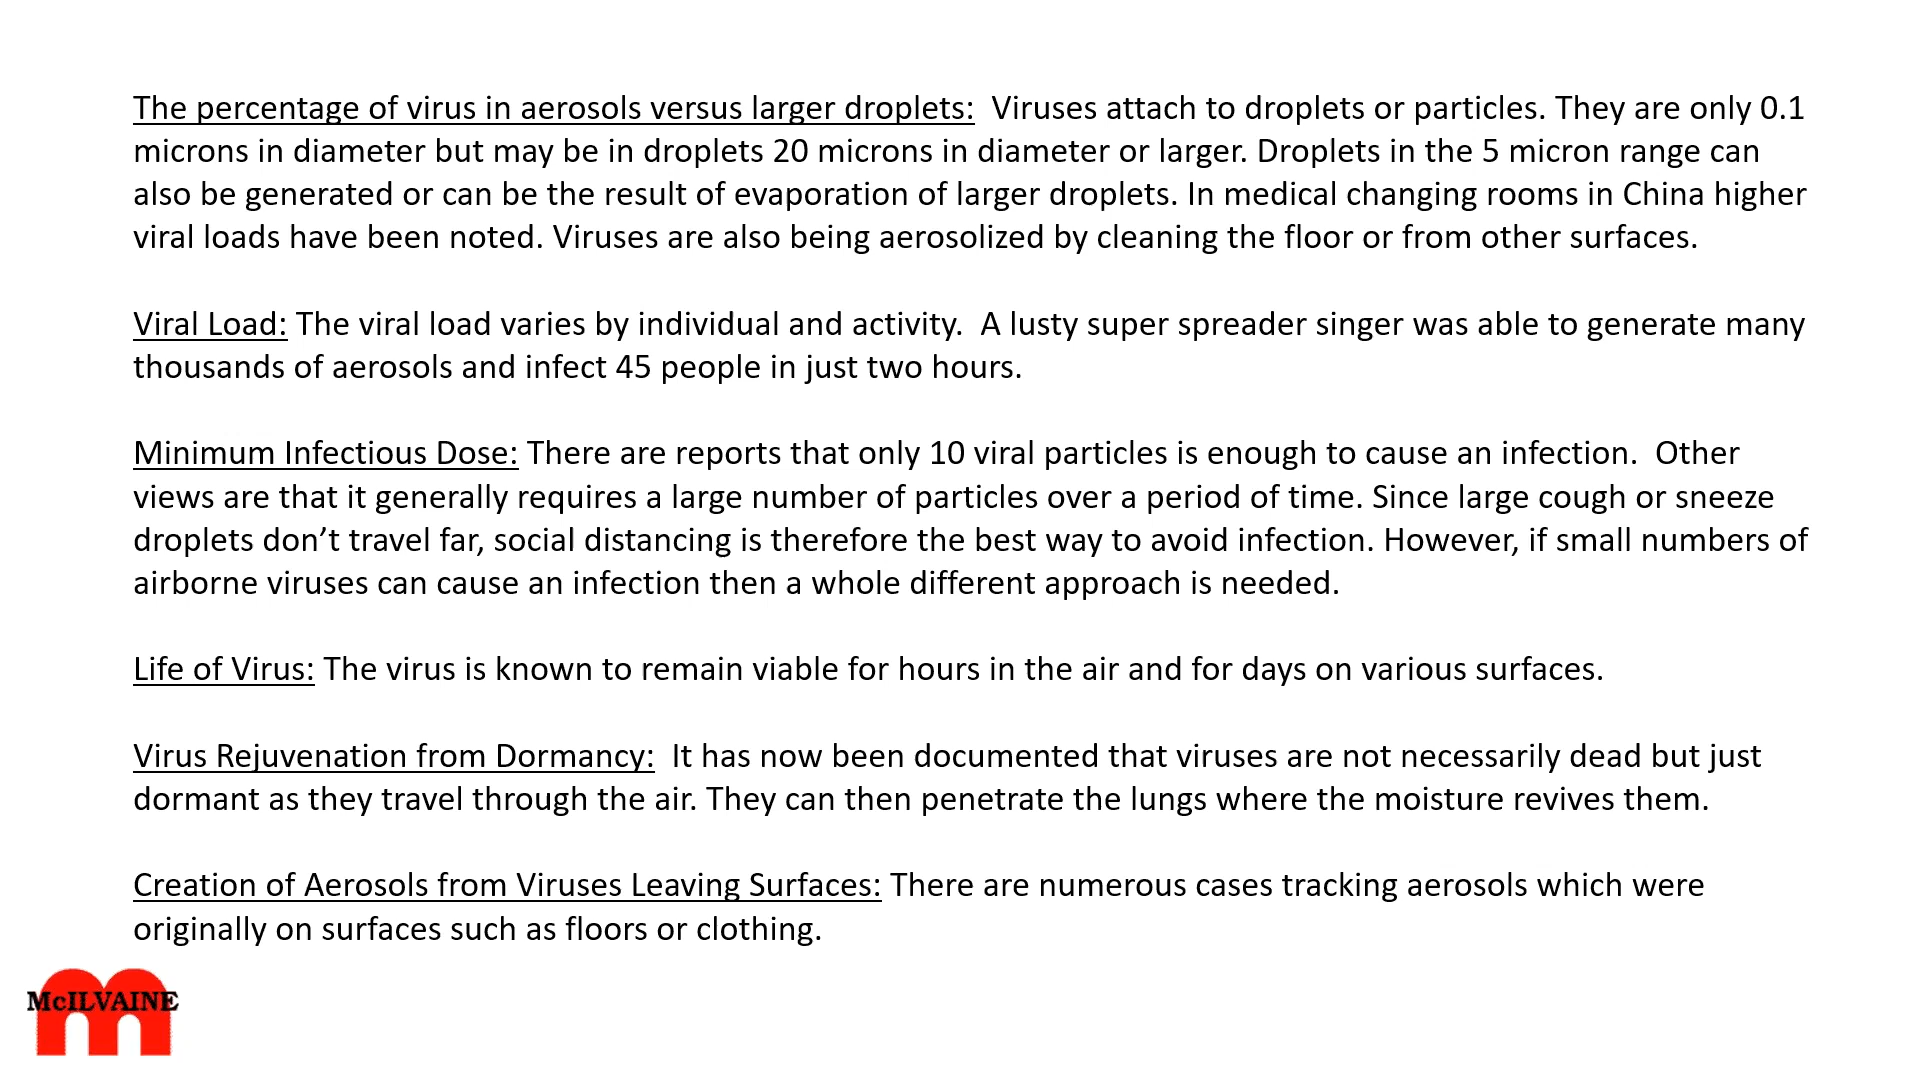 The percentage of virus in aerosols versus larger droplets:  Viruses attach to droplets or particles. They are only 0.1
microns in diameter but may be in droplets 20 microns in diameter or larger. Droplets in the 5 micron range can
also be generated or can be the result of evaporation of larger droplets. In medical changing rooms in China higher
viral loads have been noted. Viruses are also being aerosolized by cleaning the floor or from other surfaces.
Viral Load: The viral load varies by individual and activity.  A lusty super spreader singer was able to generate many
thousands of aerosols and infect 45 people in just two hours.
Minimum Infectious Dose: There are reports that only 10 viral particles is enough to cause an infection.  Other
views are that it generally requires a large number of particles over a period of time. Since large cough or sneeze
droplets don’t travel far, social distancing is therefore the best way to avoid infection. However, if small numbers of
airborne viruses can cause an infection then a whole different approach is needed.
Life of Virus: The virus is known to remain viable for hours in the air and for days on various surfaces.
Virus Rejuvenation from Dormancy:  It has now been documented that viruses are not necessarily dead but just
dormant as they travel through the air. They can then penetrate the lungs where the moisture revives them.
Creation of Aerosols from Viruses Leaving Surfaces: There are numerous cases tracking aerosols which were
originally on surfaces such as floors or clothing.
McILVAINE